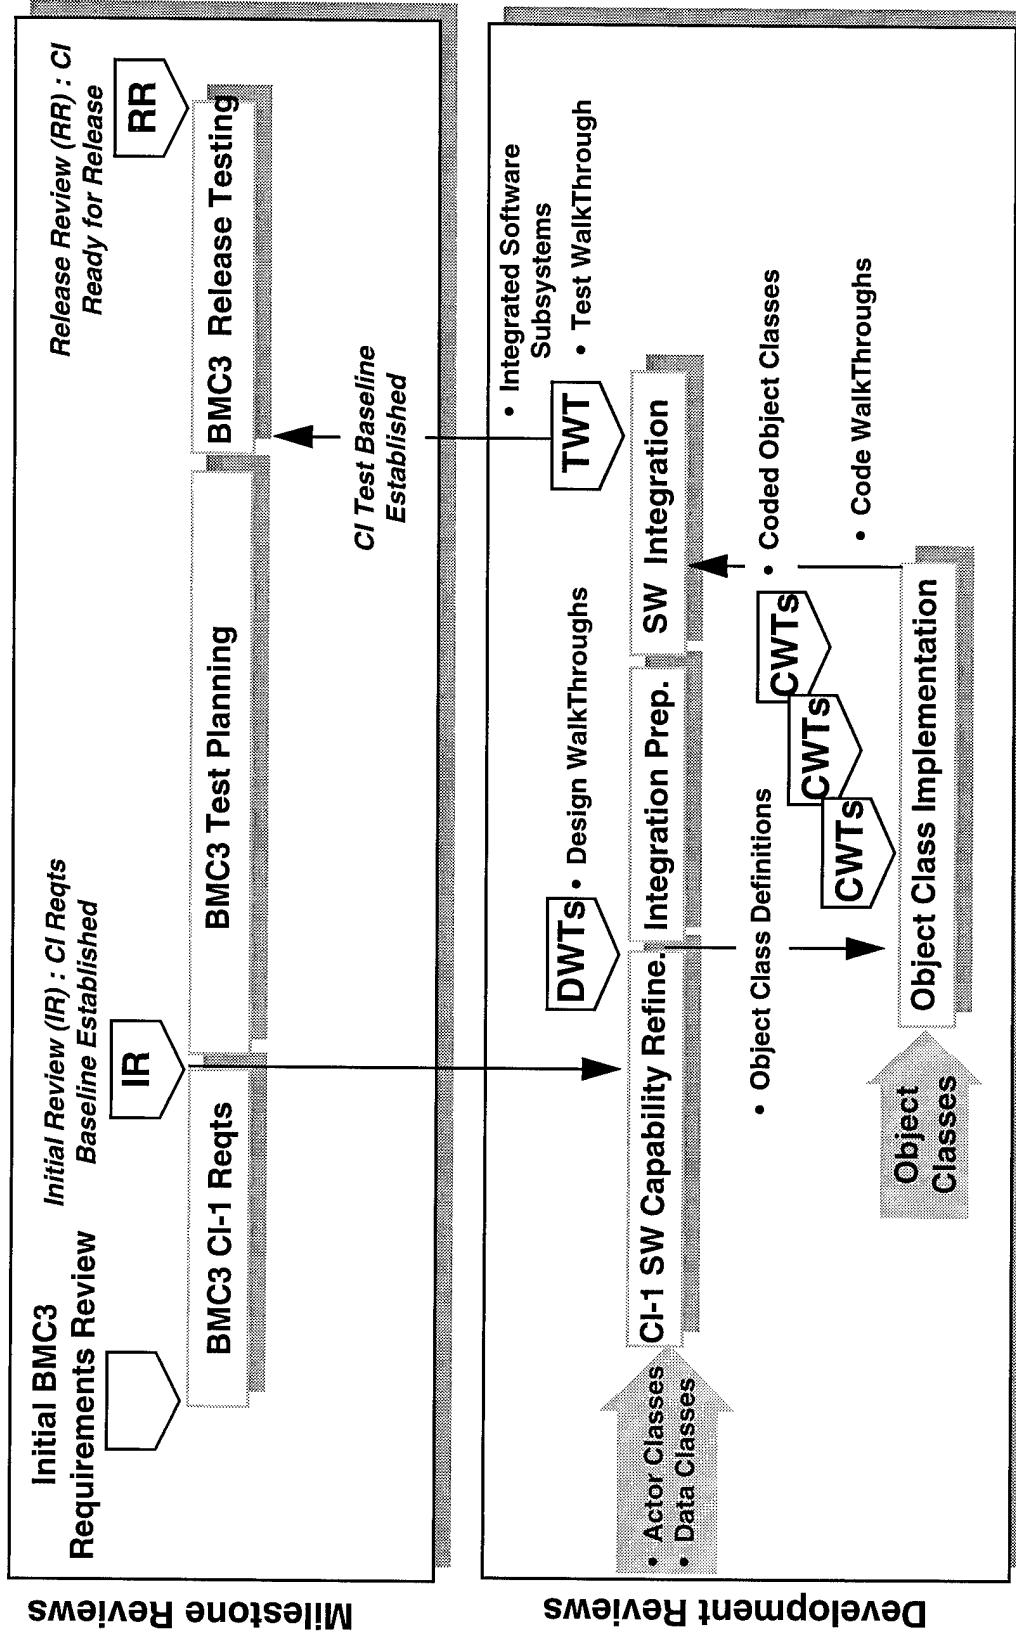 Milestone Reviews
Initial BMC3
Requirements Review
Initial Review (IR) : CI Reqts
Baseline Established
IR
Release Review (RR) : CI
Ready for Release
RR
BMC3 CI-1 Reqts
BMC3 Test Planning
BMC3 Release Testing
CI Test Baseline
Established
Development Reviews
• Integrated Software
Subsystems
• Test WalkThrough
TWT
DWTs
• Design WalkThroughs
• Actor Classes
• Data Classes
CI-1 SW Capability Refine.
Integration Prep.
SW Integration
• Object Class Definitions
• Coded Object Classes
• Code WalkThroughs
CWTs
CWTs
CWTs
Object
Classes
Object Class Implementation